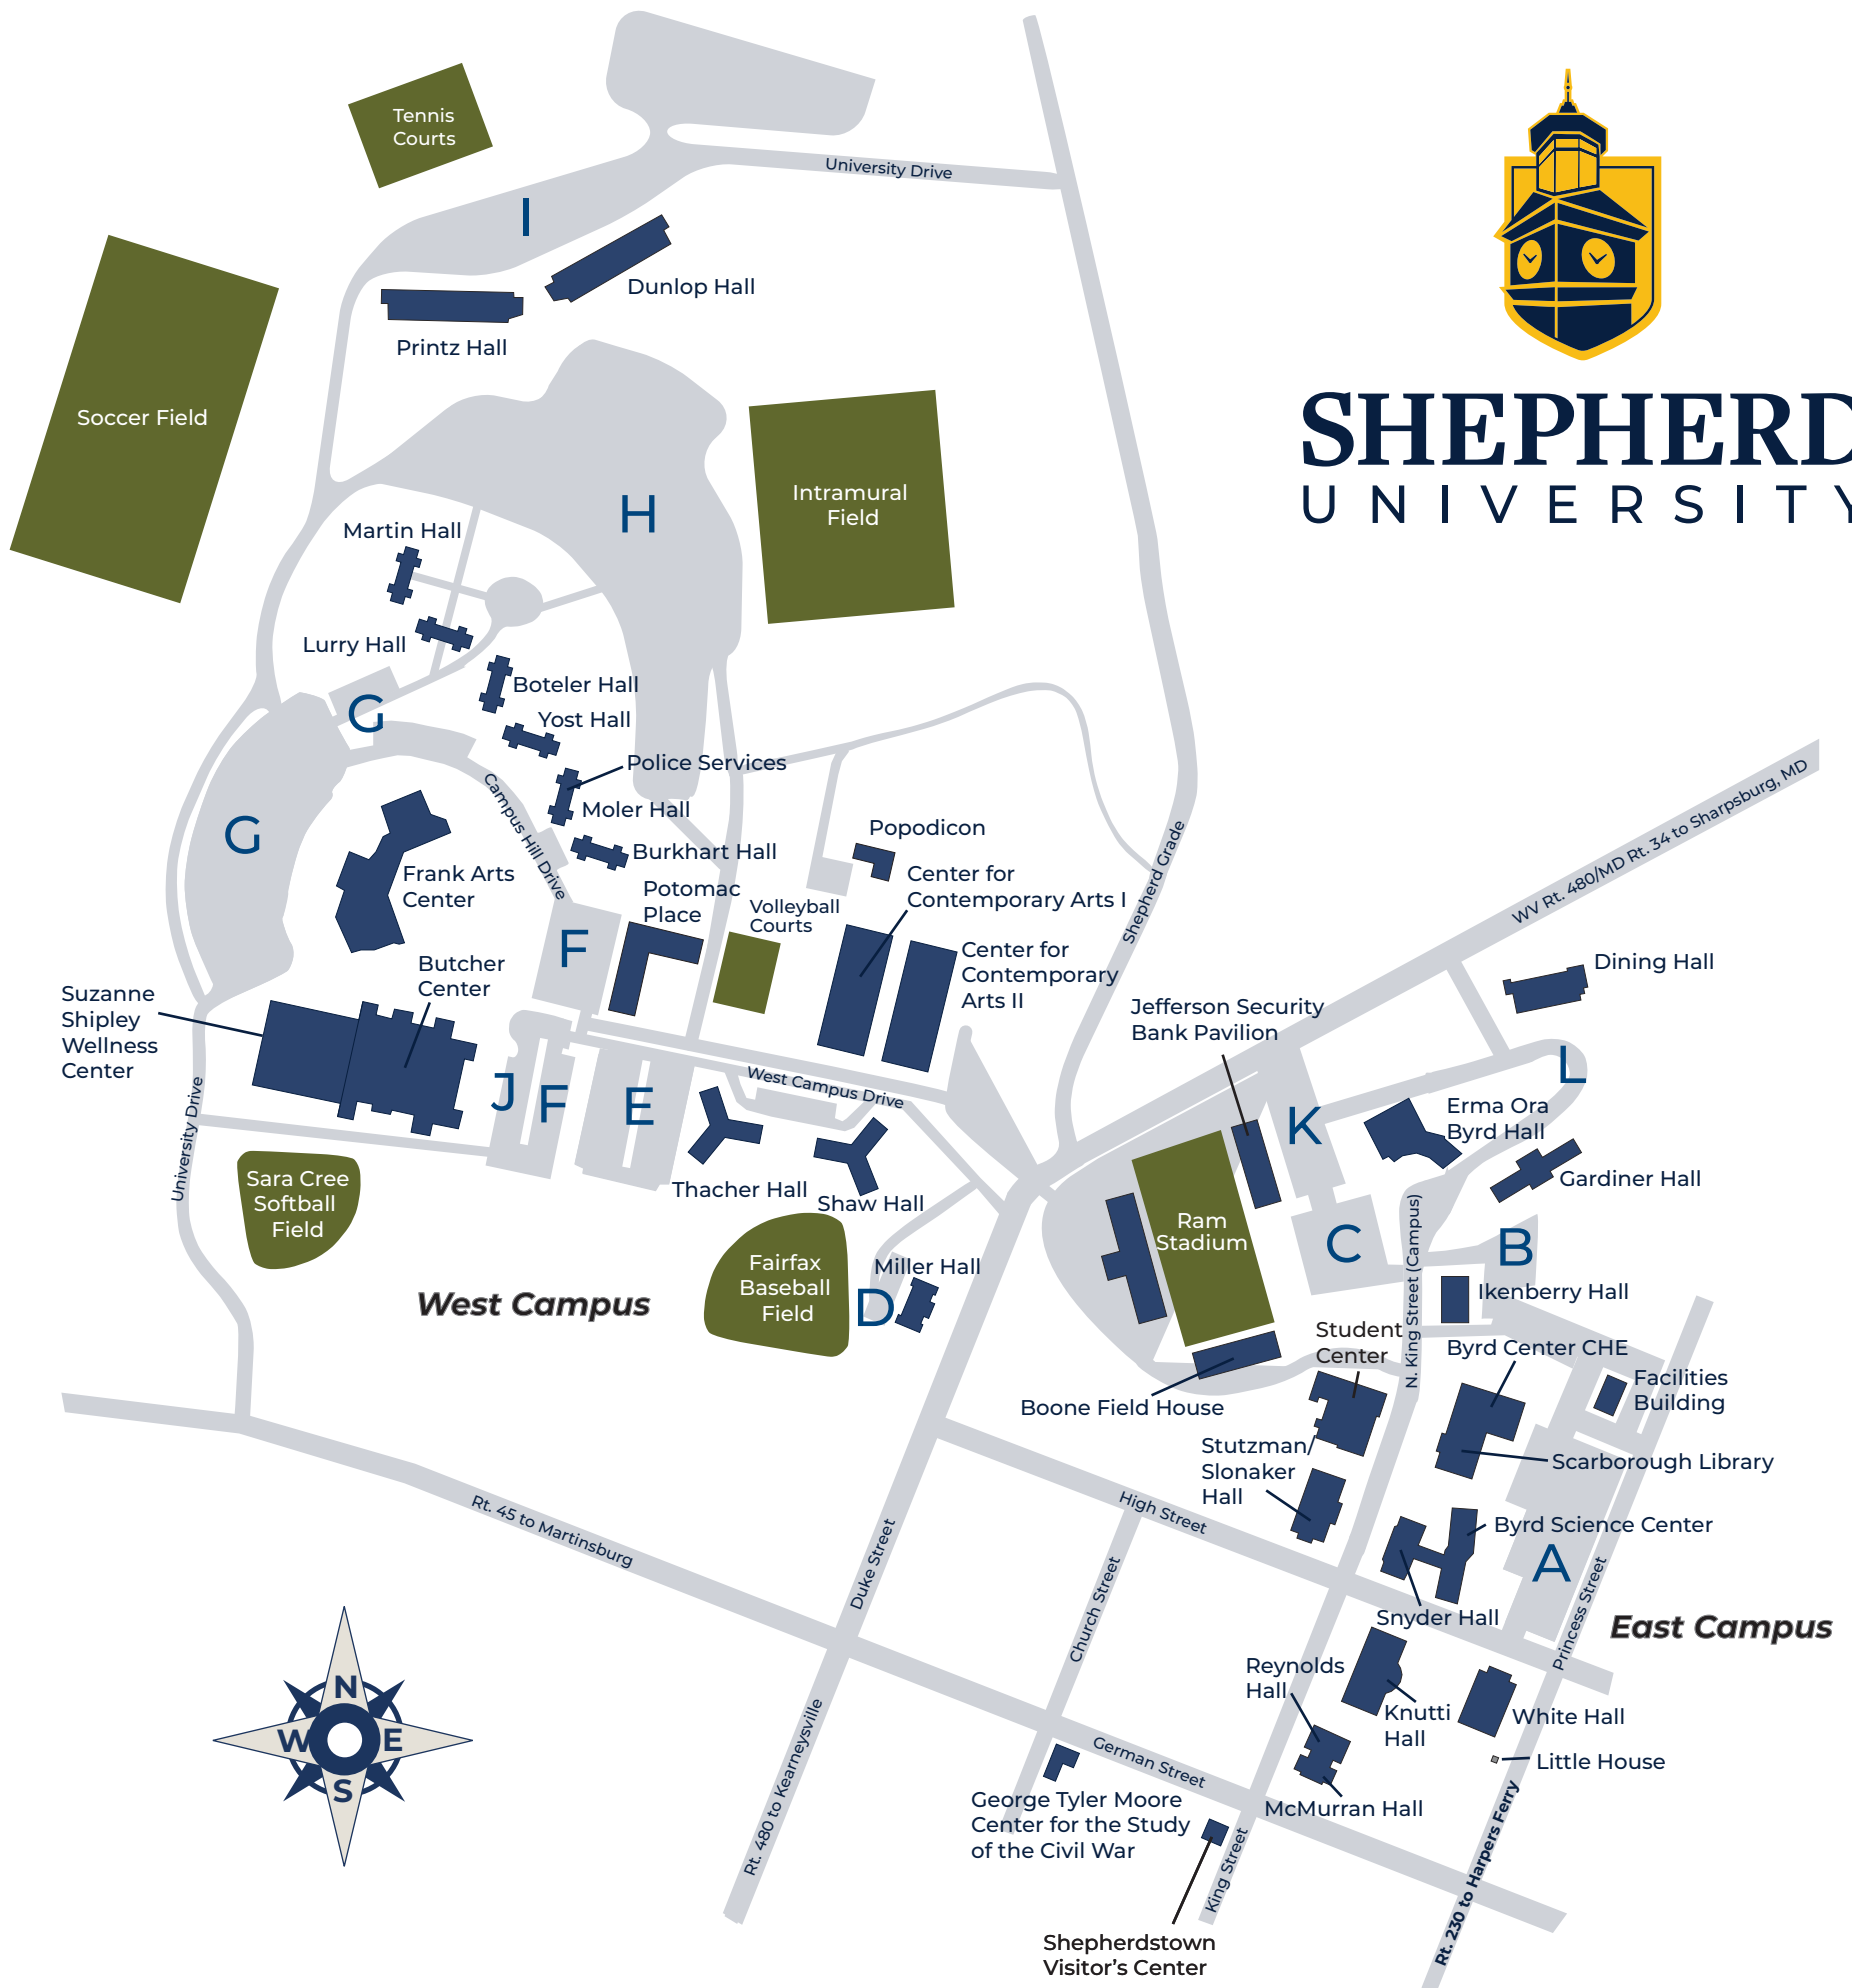 Tennis
Courts
University Drive
I
Dunlop Hall
Printz Hall
Soccer Field
SHEPHERD
UNIVERSITY
Intramural
Field
H
Martin Hall
Lurry Hall
Boteler Hall
G
Yost Hall
Police Services
Moler Hall
Campus Hill Drive
G
Burkhart Hall
Popodicon
Frank Arts
Center
Potomac
Place
Volleyball
Courts
Center for
Contemporary Arts I
Shepherd Grade
WV Rt. 480/MD Rt. 34 to Sharpsburg, MD
F
Butcher
Center
Center for
Contemporary
Arts II
Dining Hall
Suzanne
Shipley
Wellness
Center
Jefferson Security
Bank Pavilion
J
F
E
West Campus Drive
L
K
Erma Ora
Byrd Hall
University Drive
Sara Cree
Softball
Field
Thacher Hall
Shaw Hall
Gardiner Hall
Ram
Stadium
C
N. King Street (Campus)
B
Fairfax
Baseball
Field
Miller Hall
D
West Campus
Ikenberry Hall
Student
Center
Byrd Center CHE
Facilities
Building
Boone Field House
Stutzman/
Slonaker
Hall
Scarborough Library
Rt. 45 to Martinsburg
High Street
Duke Street
Byrd Science Center
A
Church Street
Snyder Hall
Princess Street
East Campus
Reynolds
Hall
Knutti
Hall
White Hall
Little House
N
W
E
S
Rt. 480 to Kearneysville
German Street
McMurran Hall
George Tyler Moore
Center for the Study
of the Civil War
King Street
Rt. 230 to Harpers Ferry
Shepherdstown
Visitor's Center